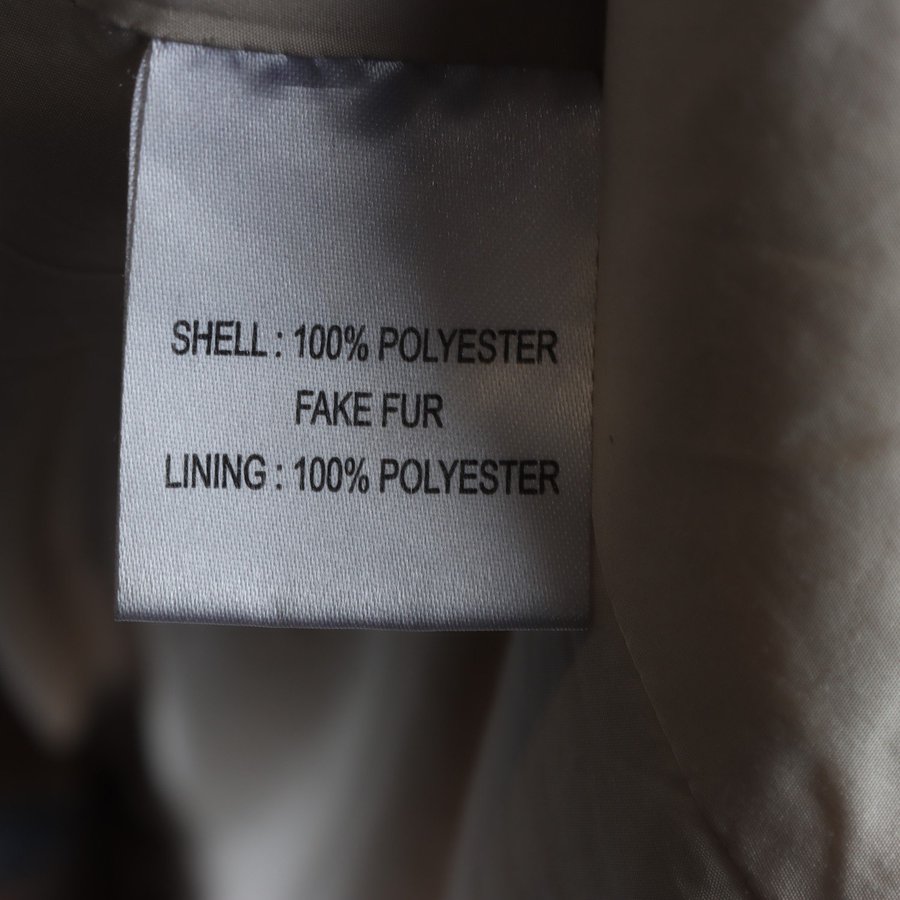 SHELL : 100% POLYESTER
FAKE FUR
LINING : 100% POLYESTER